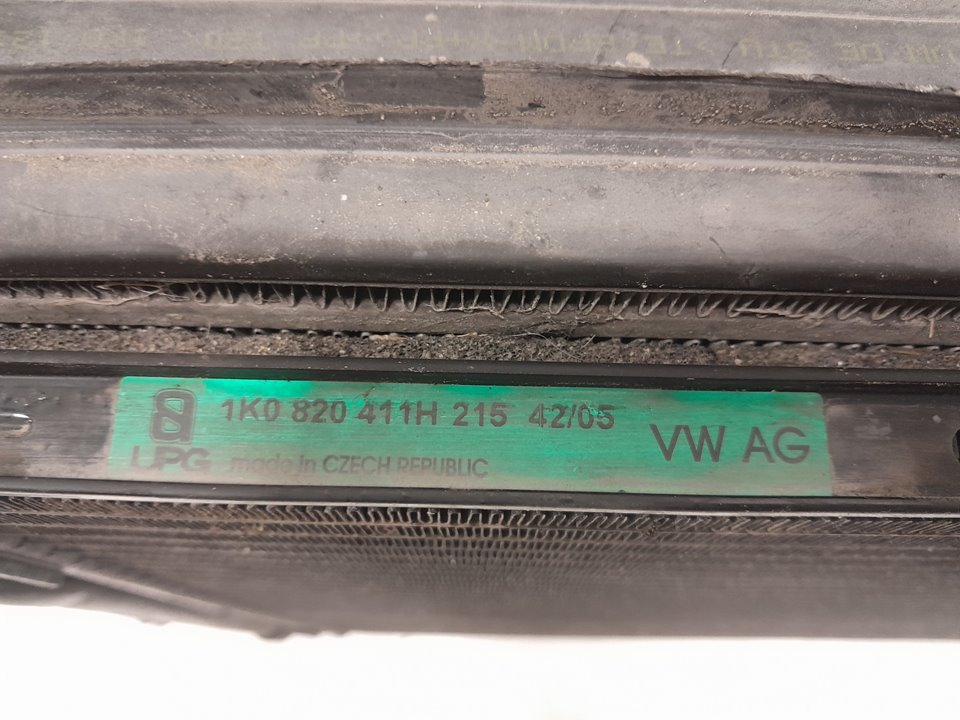 1K0 820 411H 215 42/05
VW AG
UPG made in CZECH REPUBLIC